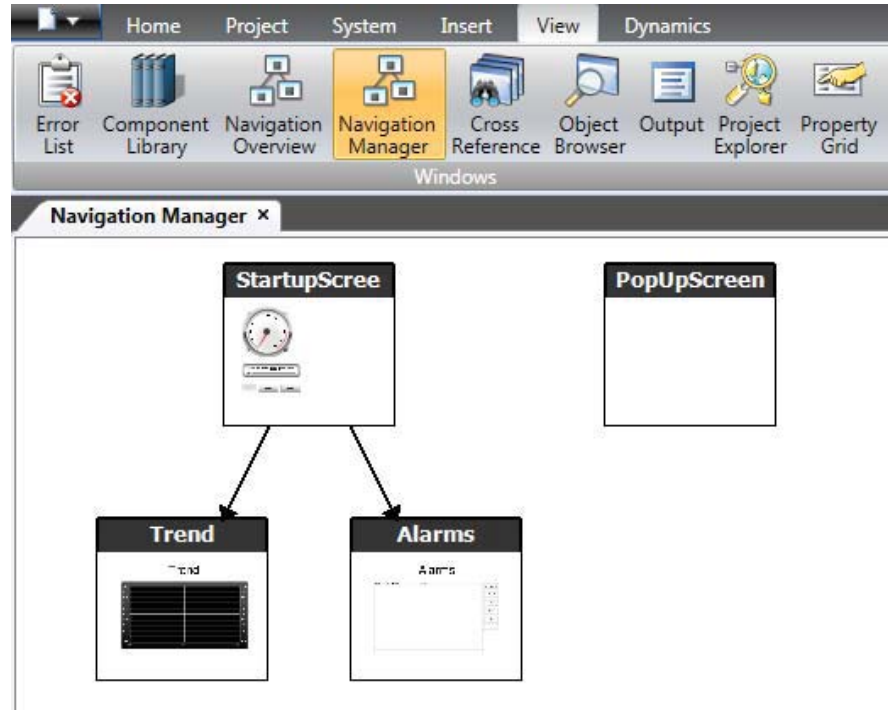 Home Project System Insert View Dynamics
Error List
Component Library
Navigation Overview
Navigation Manager
Cross Reference
Object Browser
Output
Project Explorer
Property Grid
Windows
Navigation Manager ×
StartupScree
PopUpScreen
Trend
Alarms
Trend
Alarms